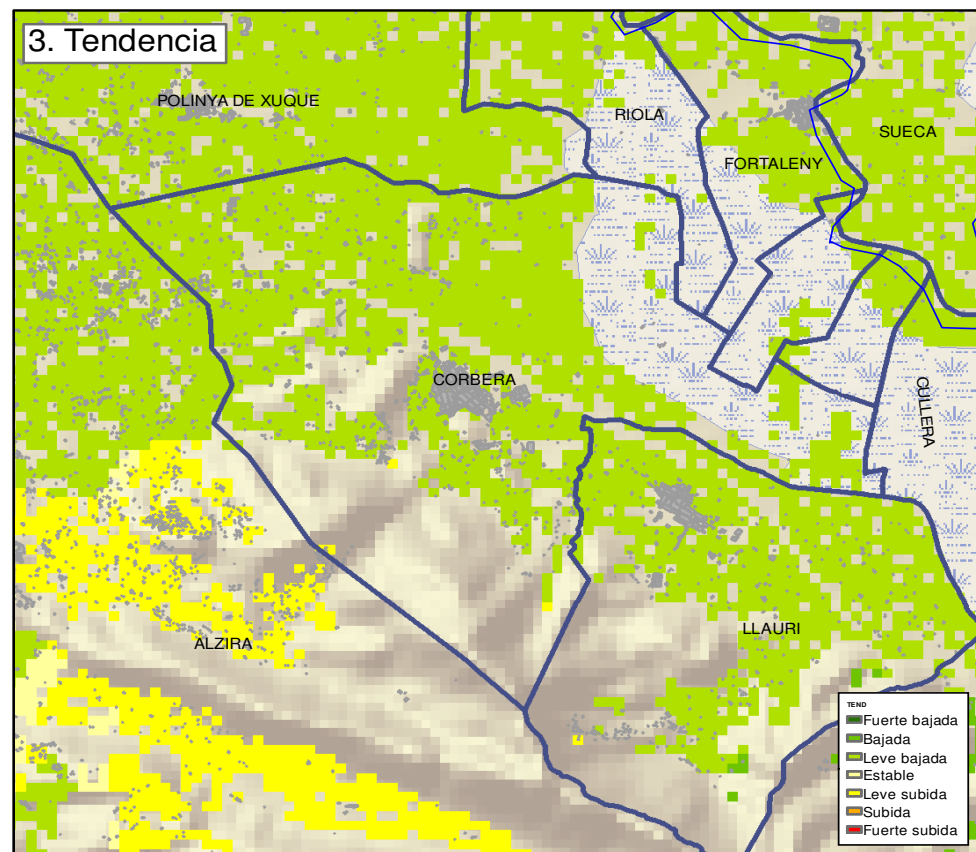 3. Tendencia
POLINYA DE XUQUE
RIOLA
SUECA
FORTALENY
CORBERA
CULLERA
ALZIRA
LLAURI
TEND
Fuerte bajada
Bajada
Leve bajada
Estable
Leve subida
Subida
Fuerte subida